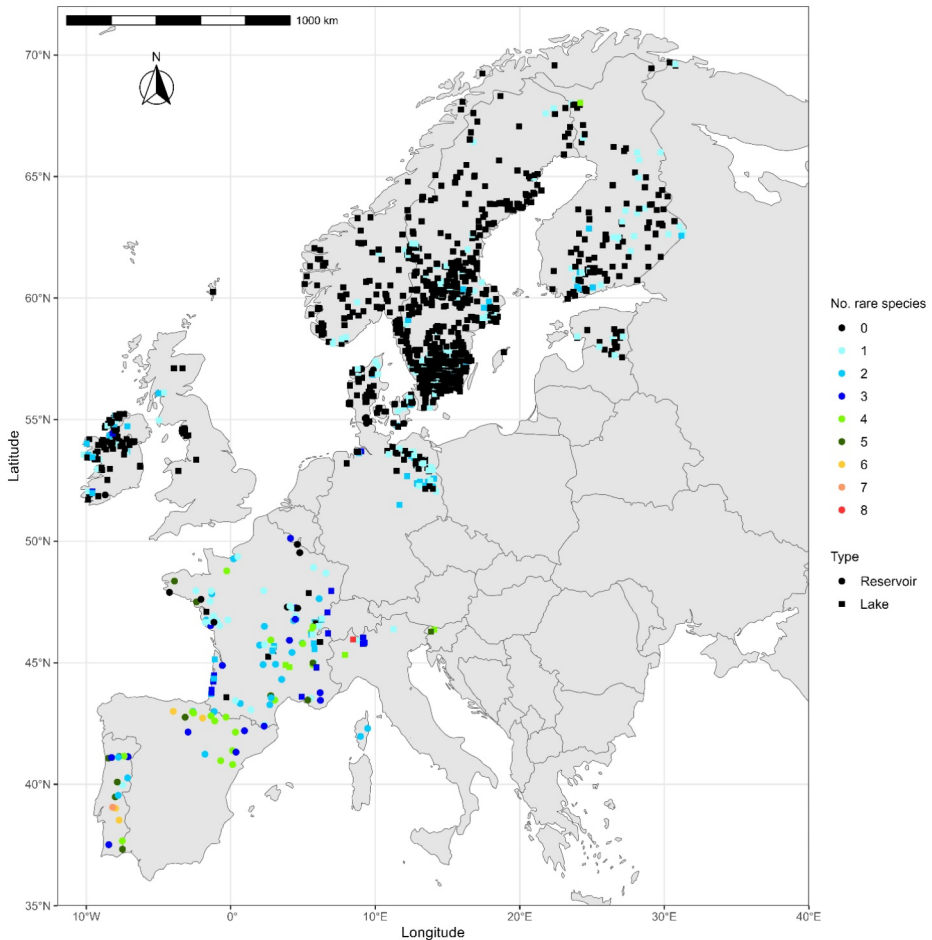 1000 km
N
70°N
65°N
60°N
55°N
50°N
45°N
40°N
35°N
Latitude
10°W
0°
10°E
20°E
30°E
40°E
Longitude
No. rare species
0
1
2
3
4
5
6
7
8
Type
Reservoir
Lake